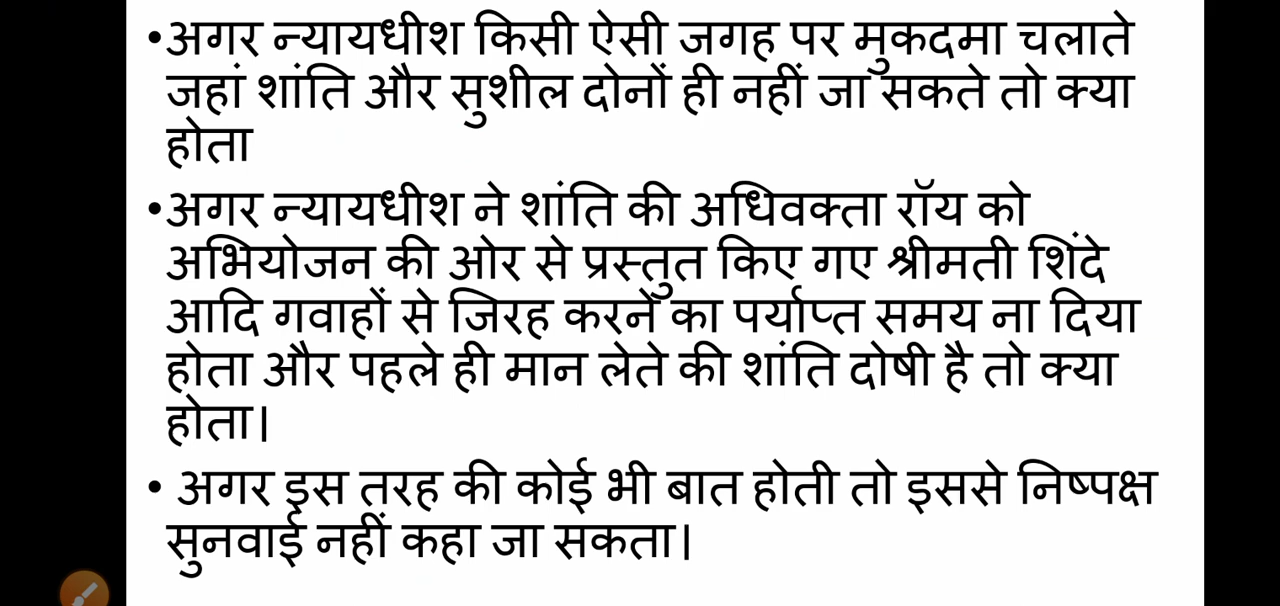 •अगर न्यायधीश किसी ऐसी जगह पर मुकदमा चलाते
जहां शांति और सुशील दोनों ही नहीं जा सकते तो क्या
होता
•अगर न्यायधीश ने शांति की अधिवक्ता रॉय को
अभियोजन की ओर से प्रस्तुत किए गए श्रीमती शिंदे
आदि गवाहों से जिरह करने का पर्याप्त समय ना दिया
होता और पहले ही मान लेते की शांति दोषी है तो क्या
होता।
• अगर इस तरह की कोई भी बात होती तो इससे निष्पक्ष
सुनवाई नहीं कहा जा सकता।